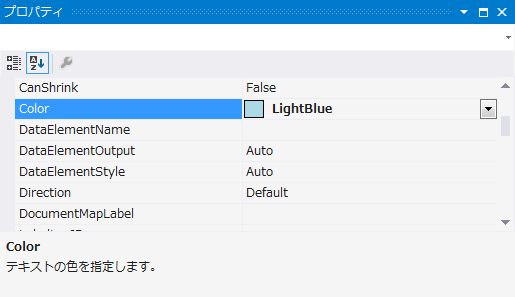 プロパティ
CanShrink False
Color LightBlue
DataElementName
DataElementOutput Auto
DataElementStyle Auto
Direction Default
DocumentMapLabel
Color
テキストの色を指定します。